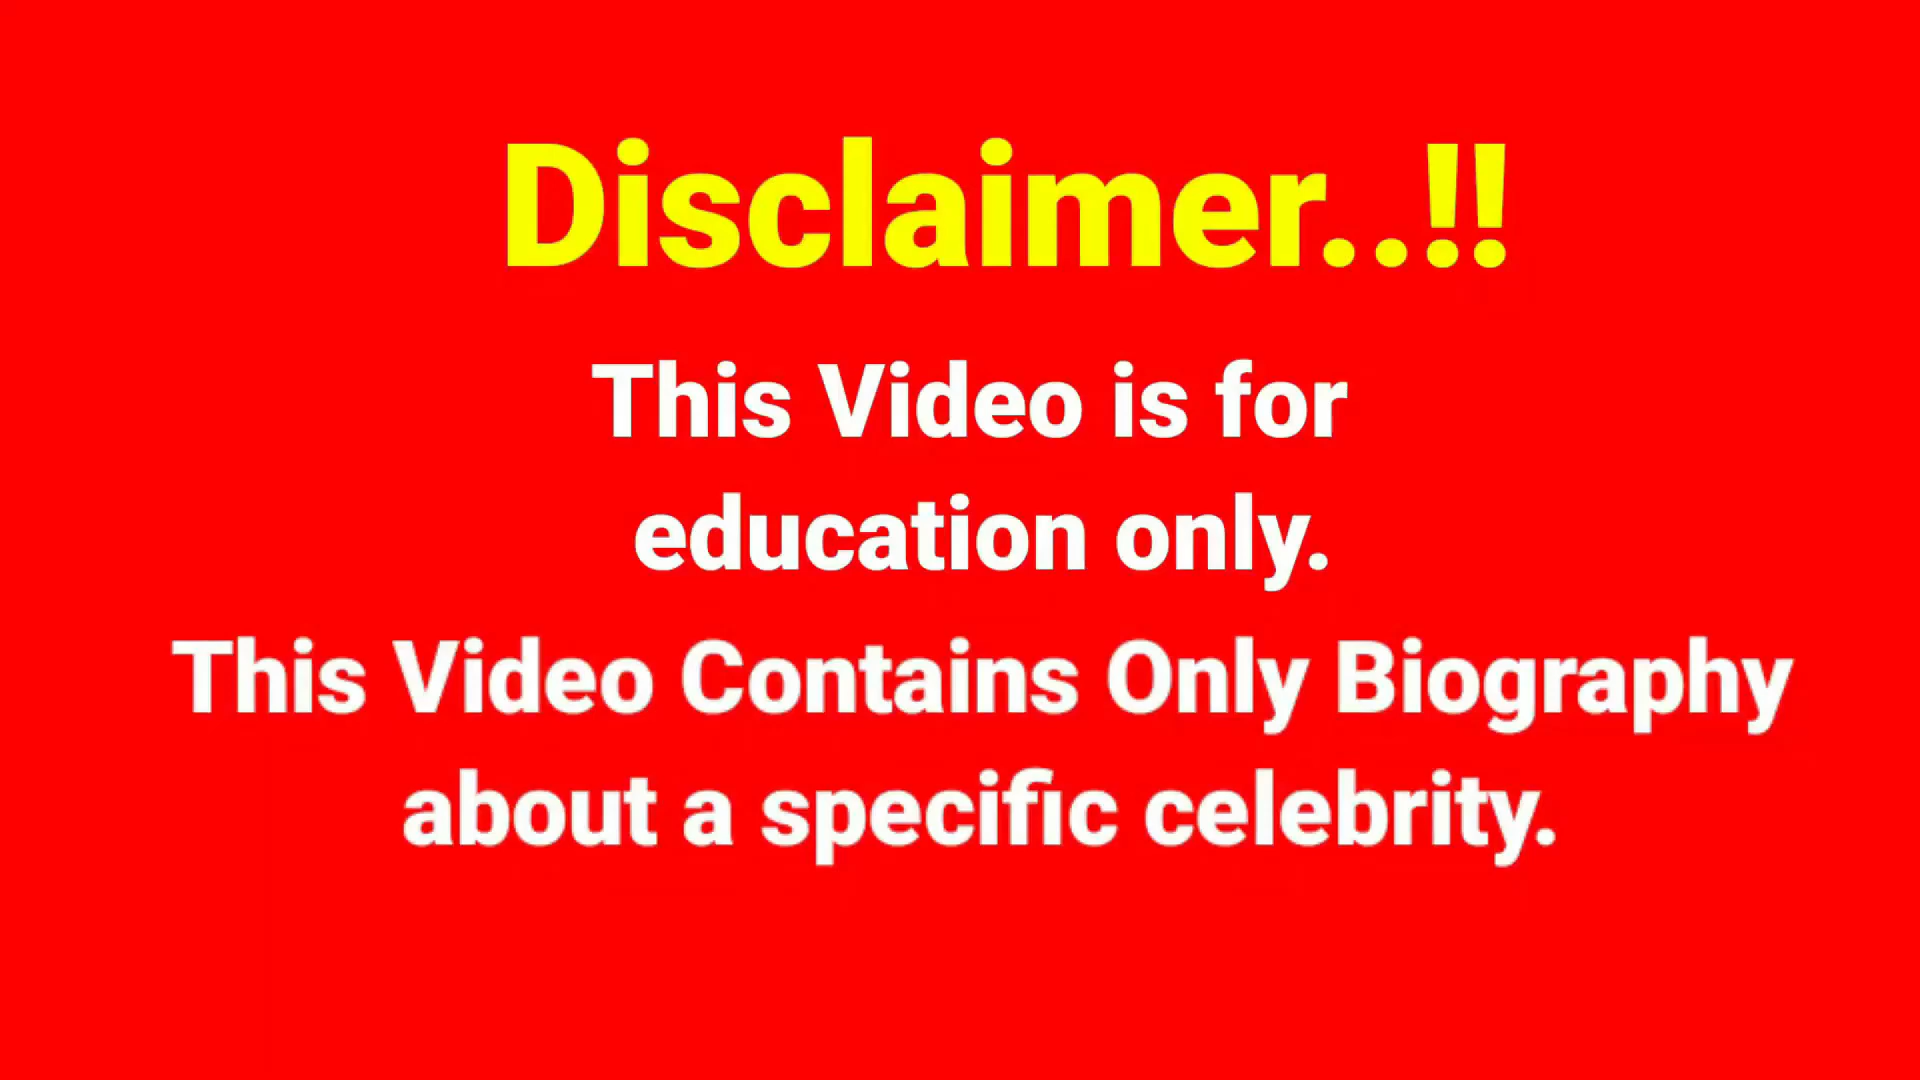 Disclaimer..!!
This Video is for
education only.
This Video Contains Only Biography
about a specific celebrity.